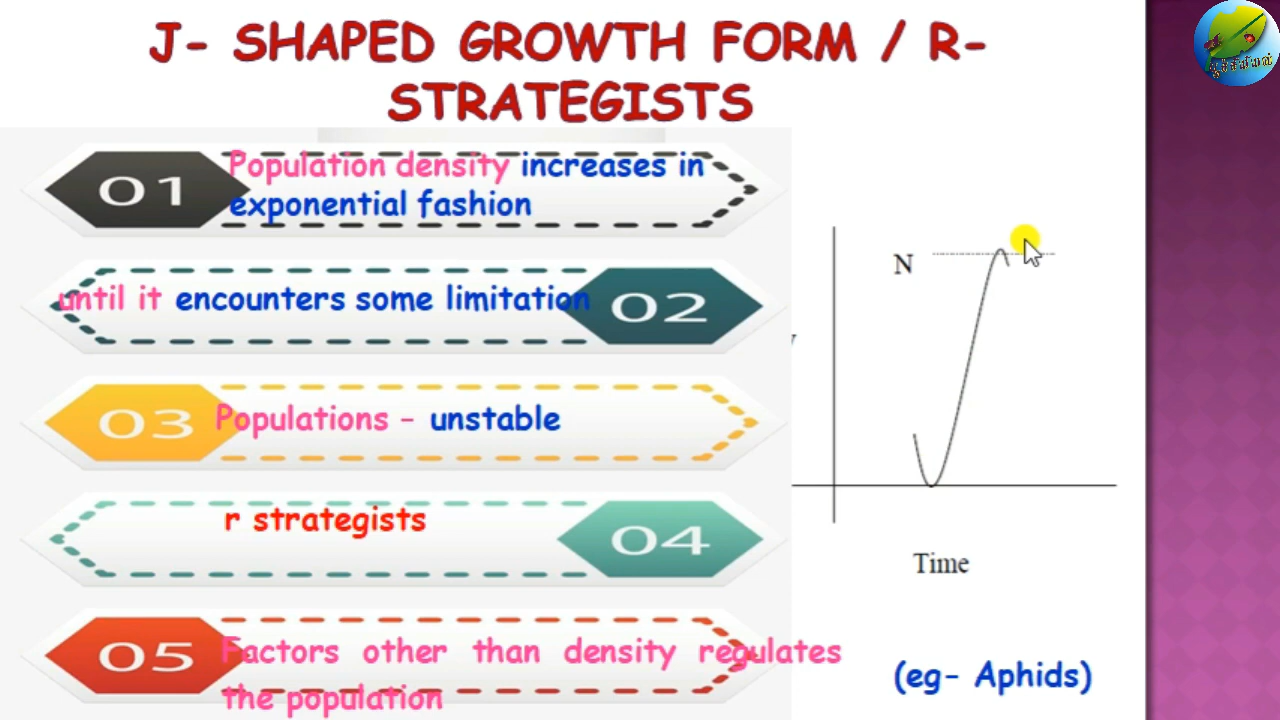 J- SHAPED GROWTH FORM / R-
STRATEGISTS
01
Population density increases in
exponential fashion
until it encounters some limitation
02
03
Populations - unstable
r strategists
04
05
Factors other than density regulates
the population
N
Time
(eg- Aphids)